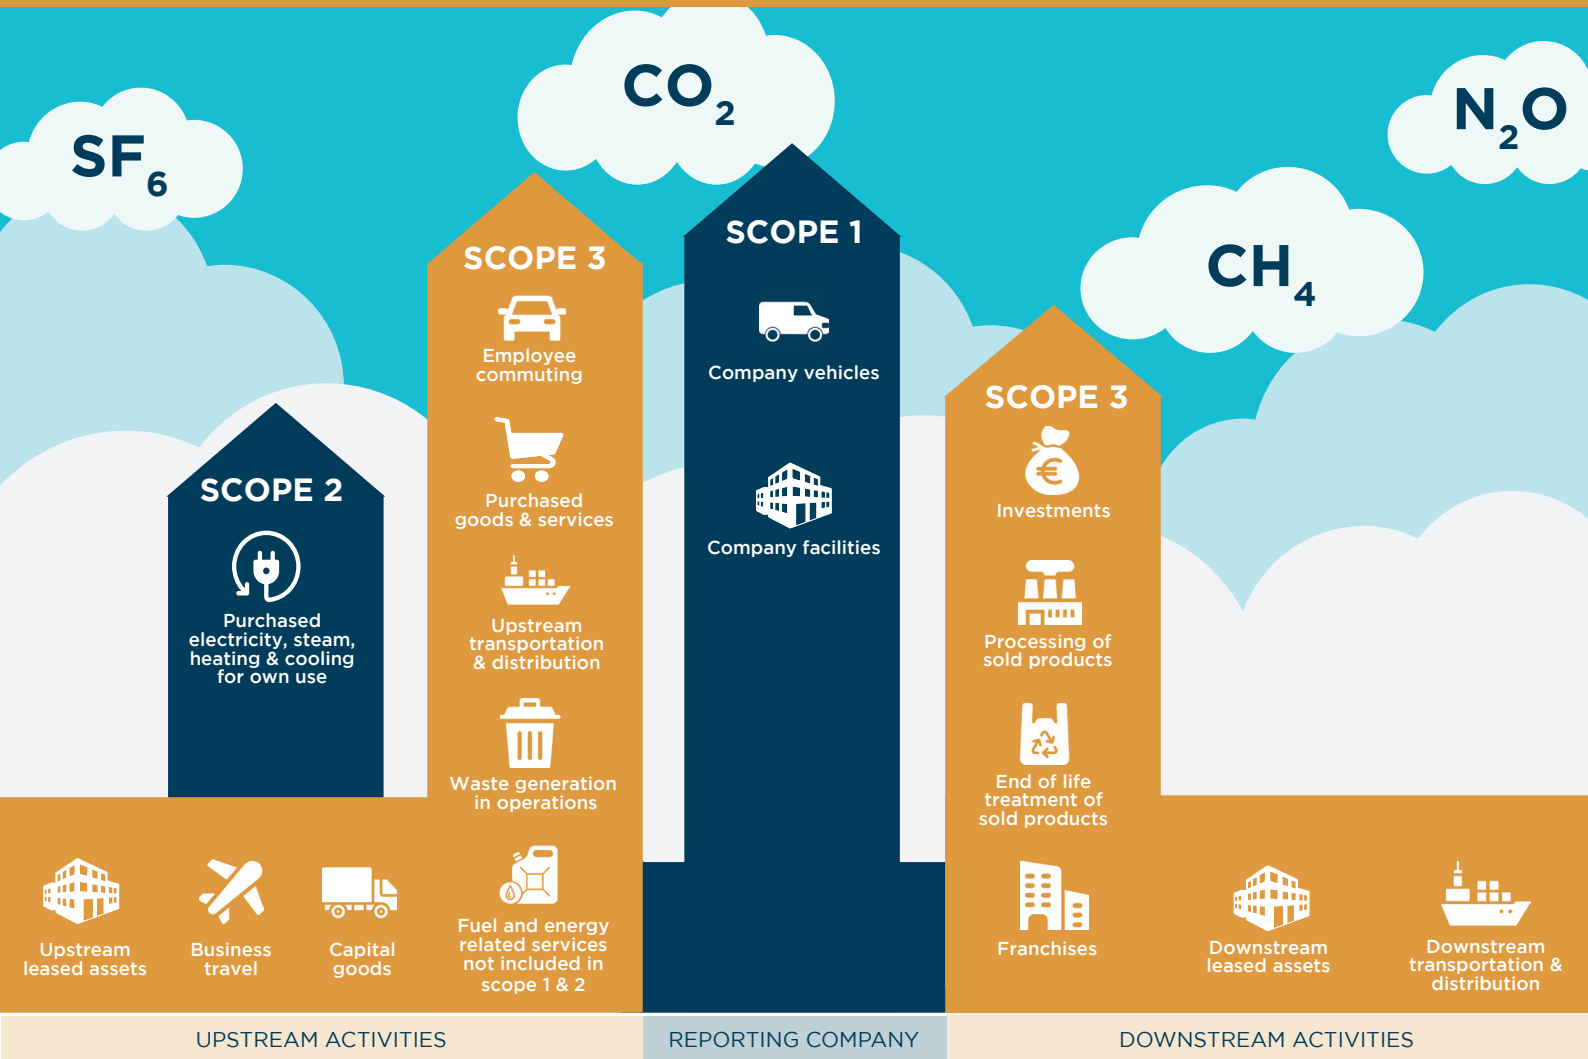 CO2
N2O
SF6
CH4
SCOPE 2
Purchased
electricity, steam,
heating & cooling
for own use
SCOPE 3
Employee
commuting
Purchased
goods & services
Upstream
transportation
& distribution
Waste generation
in operations
Fuel and energy
related services
not included in
scope 1 & 2
Upstream
leased assets
Business
travel
Capital
goods
SCOPE 1
Company vehicles
Company facilities
SCOPE 3
€
Investments
Processing of
sold products
End of life
treatment of
sold products
Franchises
Downstream
leased assets
Downstream
transportation &
distribution
UPSTREAM ACTIVITIES
REPORTING COMPANY
DOWNSTREAM ACTIVITIES